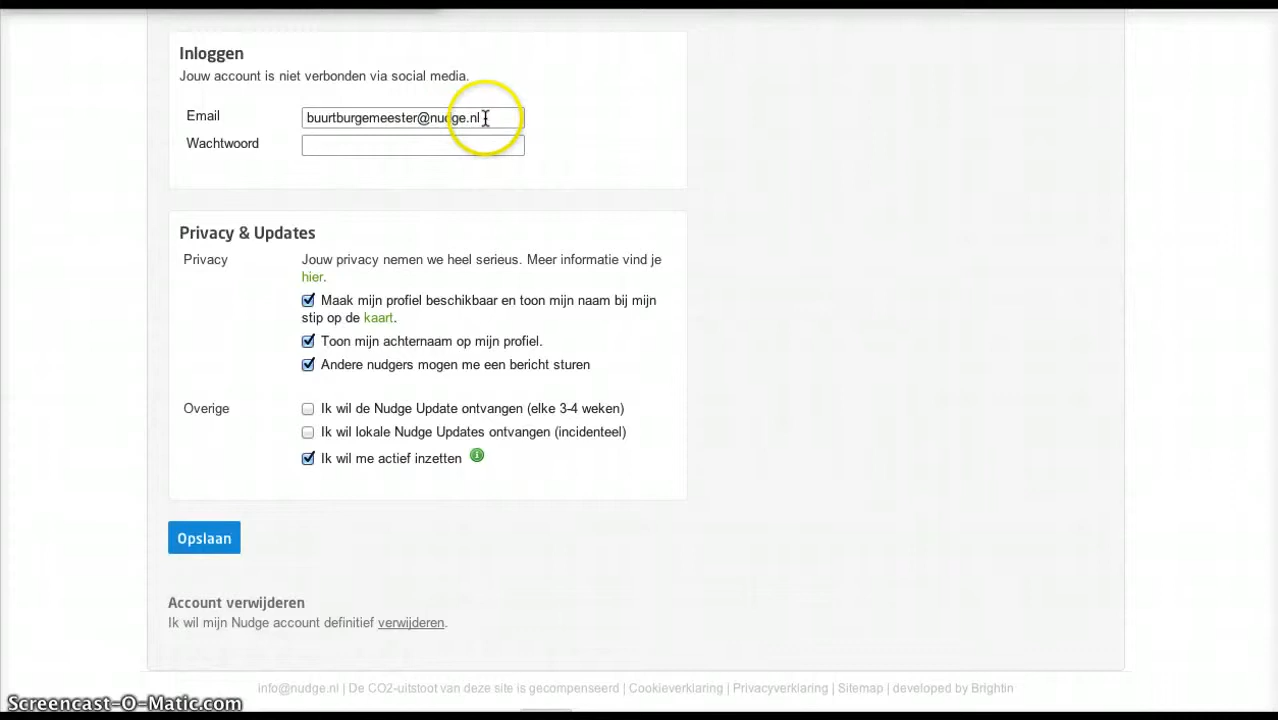 Inloggen
Jouw account is niet verbonden via social media.
Email
buurtburgemeester@nudge.nl
Wachtwoord
Privacy & Updates
Privacy
Jouw privacy nemen we heel serieus. Meer informatie vind je
hier.
Maak mijn profiel beschikbaar en toon mijn naam bij mijn
stip op de kaart.
Toon mijn achternaam op mijn profiel.
Andere nudgers mogen me een bericht sturen
Overige
Ik wil de Nudge Update ontvangen (elke 3-4 weken)
Ik wil lokale Nudge Updates ontvangen (incidenteel)
Ik wil me actief inzetten
Opslaan
Account verwijderen
Ik wil mijn Nudge account definitief verwijderen.
info@nudge.nl | De CO2-uitstoot van deze site is gecompenseerd | Cookieverklaring | Privacyverklaring | Sitemap | developed by Brightin
Screencast-O-Matic.com